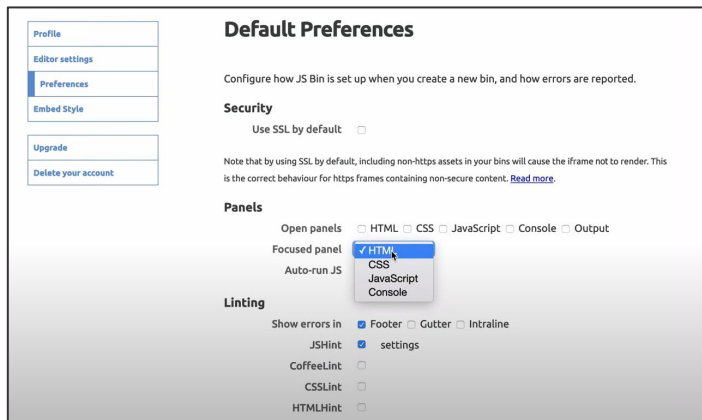 Profile
Editor settings
Preferences
Embed Style
Upgrade
Delete your account
Default Preferences
Configure how JS Bin is set up when you create a new bin, and how errors are reported.
Security
Use SSL by default
Note that by using SSL by default, including non-https assets in your bins will cause the iframe not to render. This
is the correct behaviour for https frames containing non-secure content. Read more.
Panels
Open panels HTML CSS JavaScript Console Output
Focused panel ✓ HTML
CSS
Auto-run JS
JavaScript
Console
Linting
Show errors in Footer Gutter Intraline
JSHint settings
CoffeeLint
CSSLint
HTMLHint